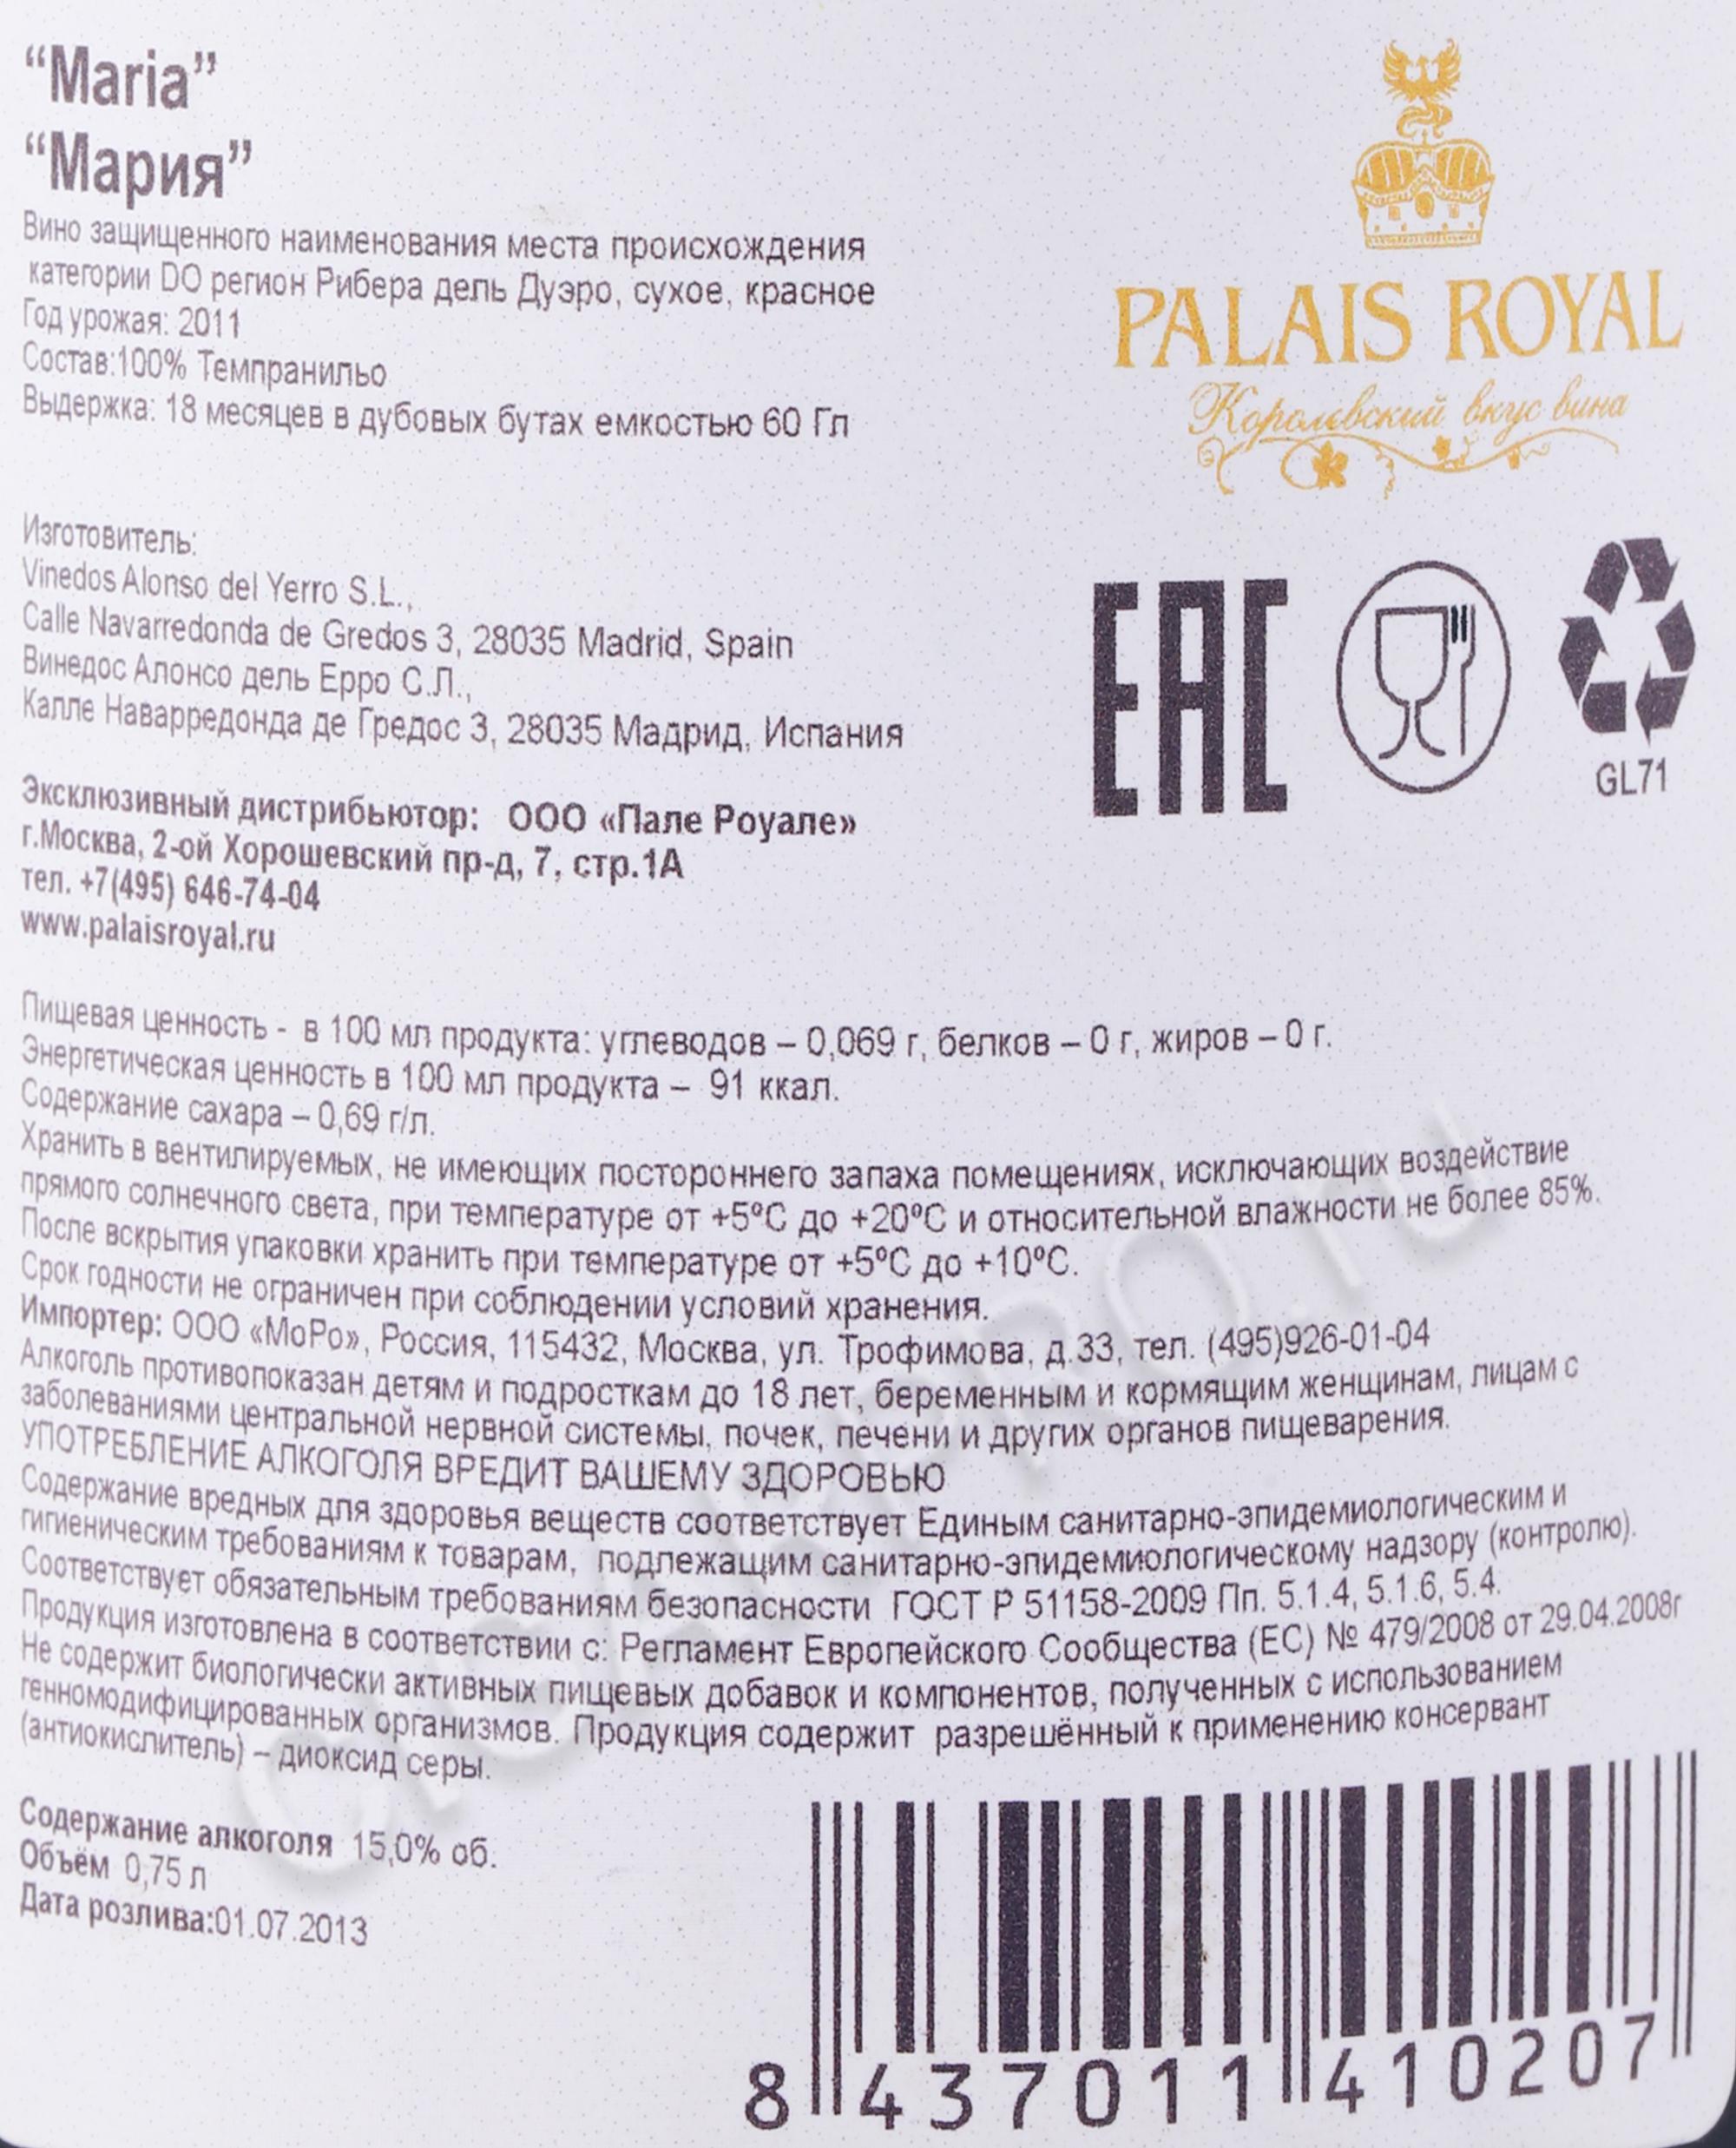 “Maria”
“Мария”
Вино защищенного наименования места происхождения
категории DO регион Рибера дель Дуэро, сухое, красное
Год урожая: 2011
Состав:100% Темпранильо
Выдержка: 18 месяцев в дубовых бутах емкостью 60 Гл
PALAIS ROYAL
Королевский вкус вина
Изготовитель:
Vinedos Alonso del Yerro S.L.,
Calle Navarredonda de Gredos 3, 28035 Madrid, Spain
Винедос Алонсо дель Ерро С.Л.,
Калле Наварредонда де Гредос 3, 28035 Мадрид, Испания
EAC
GL71
Эксклюзивный дистрибьютор: ООО «Пале Роуале»
г.Москва, 2-ой Хорошевский пр-д, 7, стр.1А
тел. +7(495) 646-74-04
www.palaisroyal.ru
Пищевая ценность - в 100 мл продукта: углеводов – 0,069 г, белков – 0 г, жиров – 0 г.
Энергетическая ценность в 100 мл продукта – 91 ккал.
Содержание сахара – 0,69 г/л.
Хранить в вентилируемых, не имеющих постороннего запаха помещениях, исключающих воздействие
прямого солнечного света, при температуре от +5ºС до +20ºС и относительной влажности не более 85%.
После вскрытия упаковки хранить при температуре от +5ºС до +10ºС.
Срок годности не ограничен при соблюдении условий хранения.
Импортер: ООО «МоРо», Россия, 115432, Москва, ул. Трофимова, д.33, тел. (495)926-01-04
Алкоголь противопоказан детям и подросткам до 18 лет, беременным и кормящим женщинам, лицам с
заболеваниями центральной нервной системы, почек, печени и других органов пищеварения.
УПОТРЕБЛЕНИЕ АЛКОГОЛЯ ВРЕДИТ ВАШЕМУ ЗДОРОВЬЮ
Содержание вредных для здоровья веществ соответствует Единым санитарно-эпидемиологическим и
гигиеническим требованиям к товарам, подлежащим санитарно-эпидемиологическому надзору (контролю).
Соответствует обязательным требованиям безопасности ГОСТ Р 51158-2009 Пп. 5.1.4, 5.1.6, 5.4.
Продукция изготовлена в соответствии с: Регламент Европейского Сообщества (ЕС) № 479/2008 от 29.04.2008г
Не содержит биологически активных пищевых добавок и компонентов, полученных с использованием
генномодифицированных организмов. Продукция содержит разрешённый к применению консервант
(антиокислитель) – диоксид серы.
Содержание алкоголя 15,0% об.
Объём 0,75 л
Дата розлива:01.07.2013
8 437011 410207